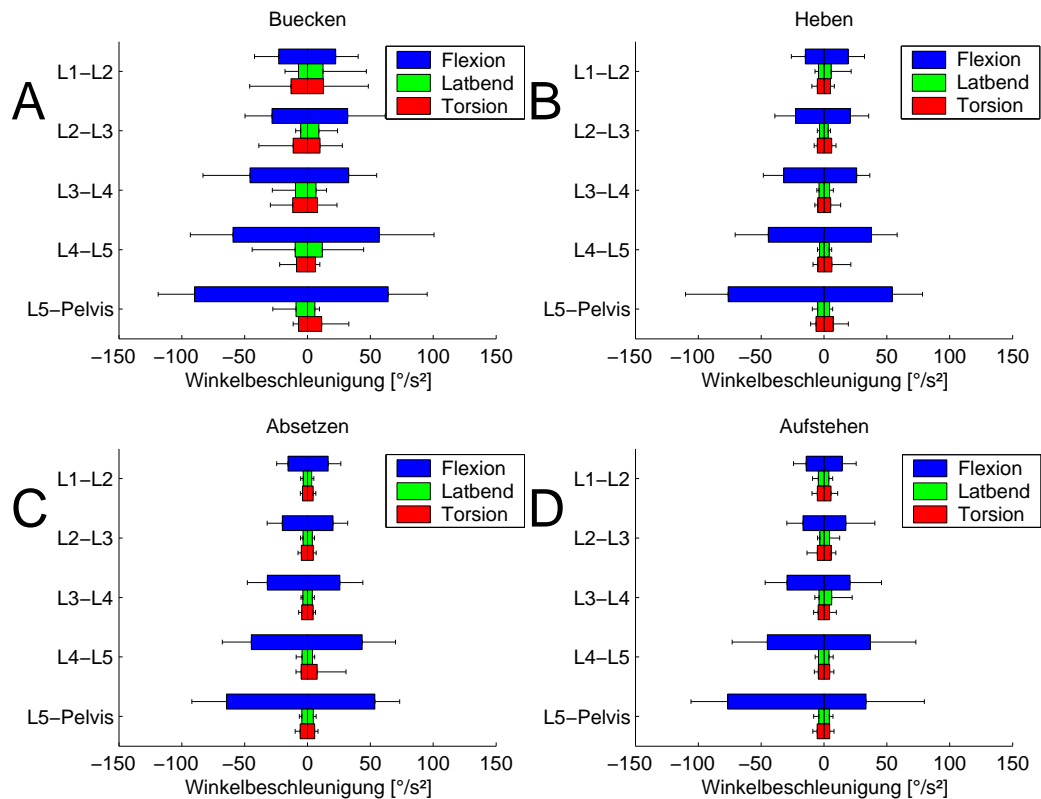 Buecken
A
Flexion
Latbend
Torsion
L1−L2
L2−L3
L3−L4
L4−L5
L5−Pelvis
−150 −100 −50 0 50 100 150
Winkelbeschleunigung [°/s²]
Heben
B
Flexion
Latbend
Torsion
L1−L2
L2−L3
L3−L4
L4−L5
L5−Pelvis
−150 −100 −50 0 50 100 150
Winkelbeschleunigung [°/s²]
Absetzen
C
Flexion
Latbend
Torsion
L1−L2
L2−L3
L3−L4
L4−L5
L5−Pelvis
−150 −100 −50 0 50 100 150
Winkelbeschleunigung [°/s²]
Aufstehen
D
Flexion
Latbend
Torsion
L1−L2
L2−L3
L3−L4
L4−L5
L5−Pelvis
−150 −100 −50 0 50 100 150
Winkelbeschleunigung [°/s²]